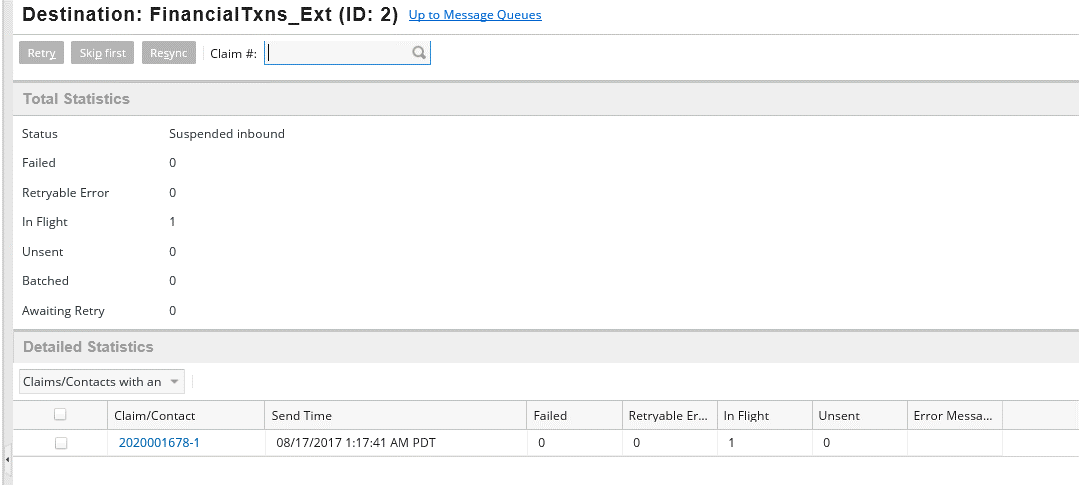 Destination: FinancialTxns_Ext (ID: 2) Up to Message Queues
Retry Skip first Resync Claim #:
Total Statistics
Status Suspended inbound
Failed 0
Retryable Error 0
In Flight 1
Unsent 0
Batched 0
Awaiting Retry 0
Detailed Statistics
Claims/Contacts with an
Claim/Contact Send Time Failed Retryable Er... In Flight Unsent Error Messa...
2020001678-1 08/17/2017 1:17:41 AM PDT 0 0 1 0